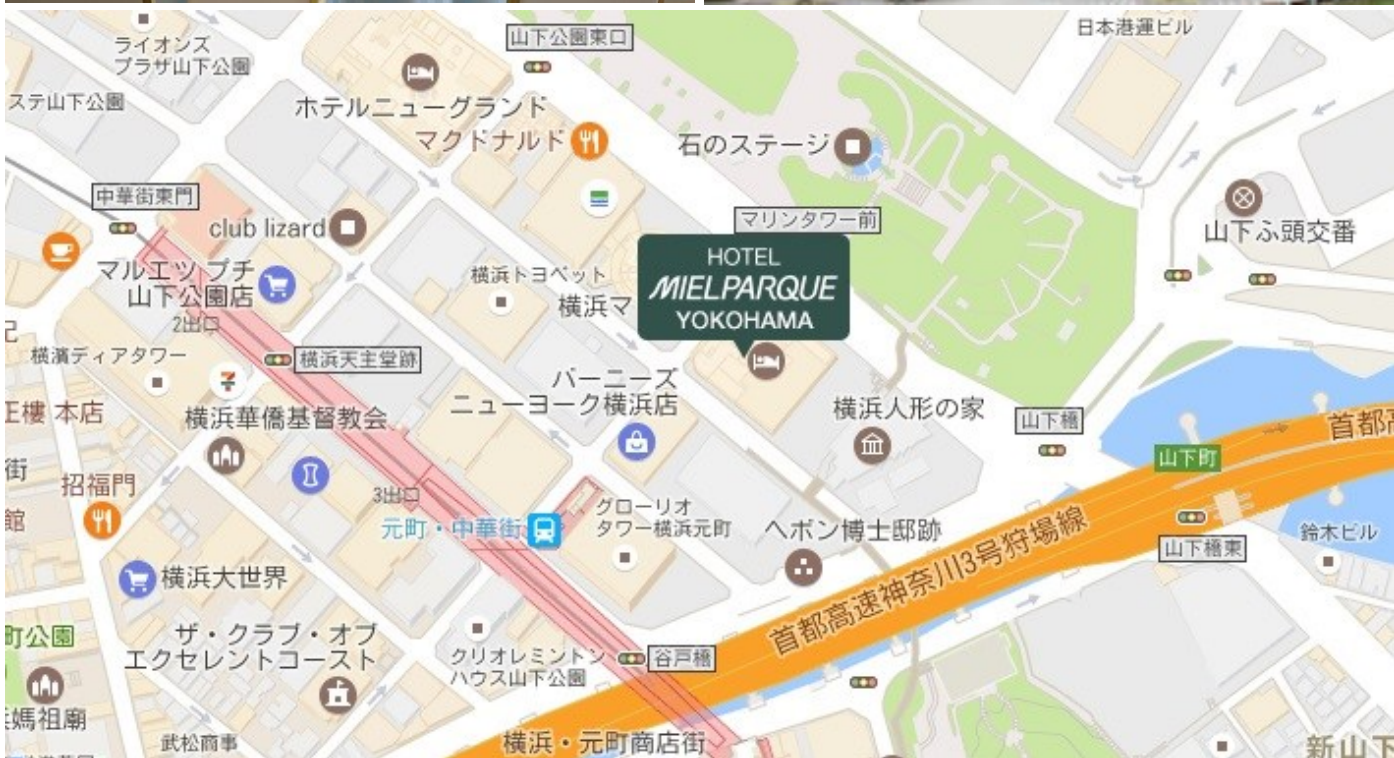 ライオンズ
プラザ山下公園
山下公園東口
日本港運ビル
ステ山下公園
ホテルニューグランド
マクドナルド
石のステージ
中華街東門
club lizard
マリンタワー前
山下ふ頭交番
マルエツ プチ
山下公園店
2出口
横浜トヨペット
横浜マ
HOTEL
MIELPARQUE
YOKOHAMA
横濱ディアタワー
横浜天主堂跡
正樓 本店
バーニーズ
ニューヨーク横浜店
横浜人形の家
山下橋
首都高
横浜華僑基督教会
山下町
街
招福門
館
3出口
元町・中華街
グローリオ
タワー横浜元町
ヘボン博士邸跡
首都高速神奈川3号狩場線
山下橋東
鈴木ビル
横浜大世界
町公園
ザ・クラブ・オブ
エクセレントコースト
クリオレミントン
ハウス山下公園
谷戸橋
媽祖廟
武松商事
横浜・元町商店街
新山下